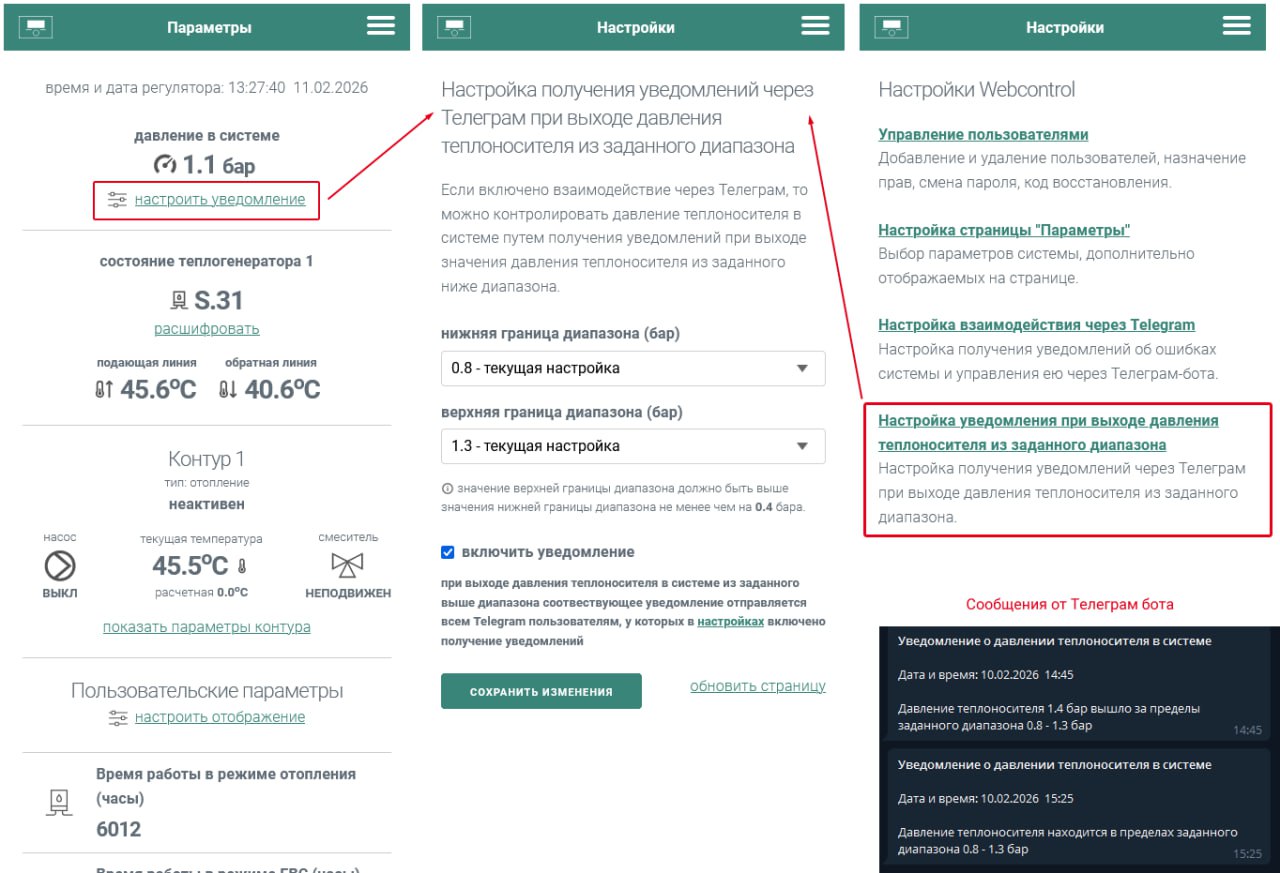 Параметры
время и дата регулятора: 13:27:40 11.02.2026
давление в системе
1.1 бар
настроить уведомление
состояние теплогенератора 1
S.31
расшифровать
подающая линия обратная линия
45.6°C 40.6°C
Контур 1
тип: отопление
неактивен
насос
ВЫКЛ
текущая температура
45.5°C
расчетная 0.0°C
смеситель
НЕПОДВИЖЕН
показать параметры контура
Пользовательские параметры
настроить отображение
Время работы в режиме отопления
(часы)
6012
Время работы в режиме ГВС (часы)
Настройки
Настройка получения уведомлений через
Телеграм при выходе давления
теплоносителя из заданного диапазона
Если включено взаимодействие через Телеграм, то
можно контролировать давление теплоносителя в
системе путем получения уведомлений при выходе
значения давления теплоносителя из заданного
ниже диапазона.
нижняя граница диапазона (бар)
0.8 - текущая настройка
верхняя граница диапазона (бар)
1.3 - текущая настройка
значение верхней границы диапазона должно быть выше
значения нижней границы диапазона не менее чем на 0.4 бара.
включить уведомление
при выходе давления теплоносителя в системе из заданного
выше диапазона соотвествующее уведомление отправляется
всем Telegram пользователям, у которых в настройках включено
получение уведомлений
СОХРАНИТЬ ИЗМЕНЕНИЯ
обновить страницу
Настройки
Настройки Webcontrol
Управление пользователями
Добавление и удаление пользователей, назначение
прав, смена пароля, код восстановления.
Настройка страницы "Параметры"
Выбор параметров системы, дополнительно
отображаемых на странице.
Настройка взаимодействия через Telegram
Настройка получения уведомлений об ошибках
системы и управления ею через Телеграм-бота.
Настройка уведомления при выходе давления
теплоносителя из заданного диапазона
Настройка получения уведомлений через Телеграм
при выходе давления теплоносителя из заданного
диапазона.
Сообщения от Телеграм бота
Уведомление о давлении теплоносителя в системе
Дата и время: 10.02.2026 14:45
Давление теплоносителя 1.4 бар вышло за пределы
заданного диапазона 0.8 - 1.3 бар
14:45
Уведомление о давлении теплоносителя в системе
Дата и время: 10.02.2026 15:25
Давление теплоносителя находится в пределах заданного
диапазона 0.8 - 1.3 бар
15:25